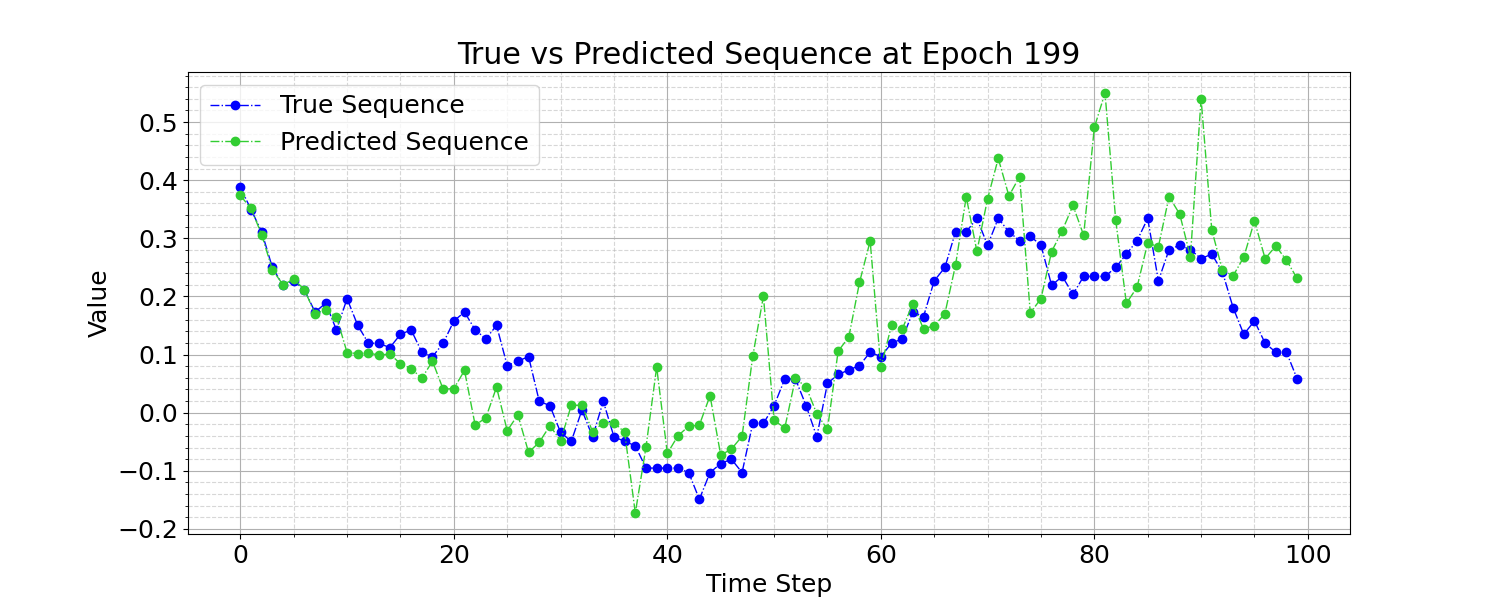 True vs Predicted Sequence at Epoch 199
True Sequence
Predicted Sequence
Value
0.5
0.4
0.3
0.2
0.1
0.0
−0.1
−0.2
0 20 40 60 80 100
Time Step